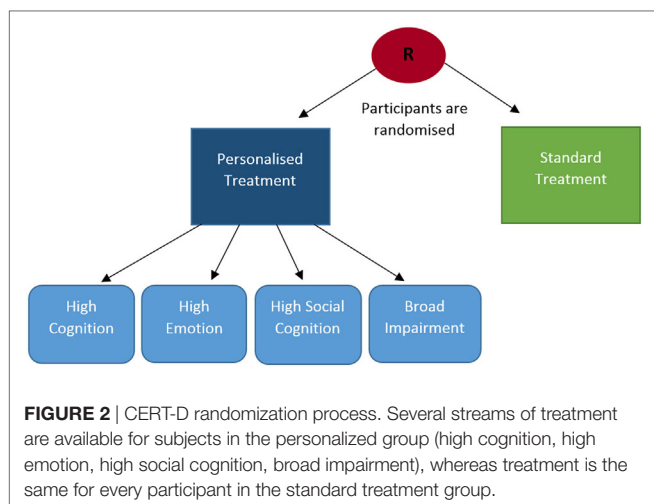 R
Participants are
randomised
Personalised
Treatment
Standard
Treatment
High
Cognition
High
Emotion
High Social
Cognition
Broad
Impairment
FIGURE 2 | CERT-D randomization process. Several streams of treatment
are available for subjects in the personalized group (high cognition, high
emotion, high social cognition, broad impairment), whereas treatment is the
same for every participant in the standard treatment group.